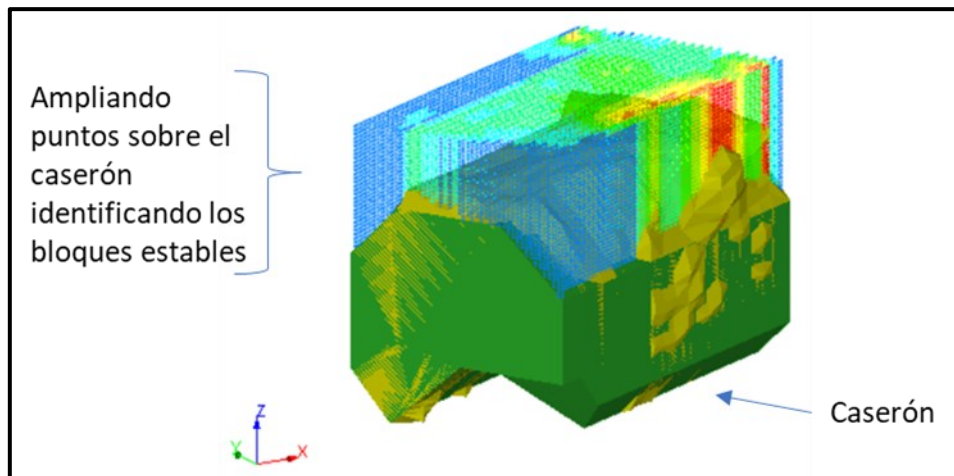 Ampliando
puntos sobre el
caserón
identificando los
bloques estables
Caserón
Z
Y
X